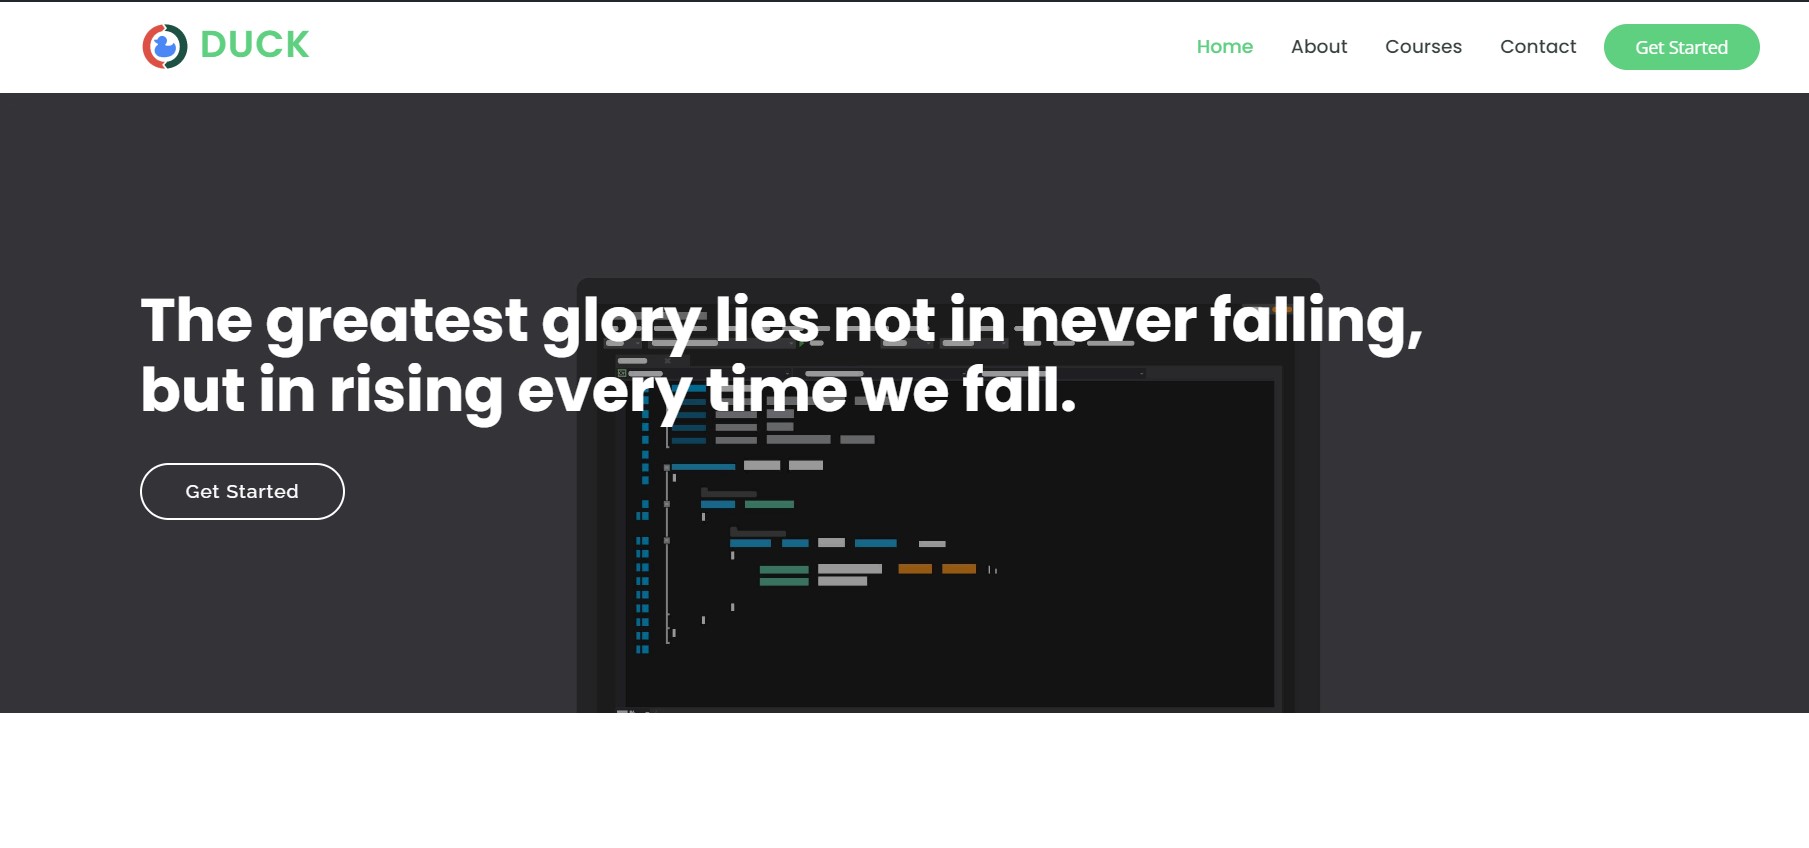 DUCK
Home About Courses Contact Get Started
The greatest glory lies not in never falling,
but in rising every time we fall.
Get Started